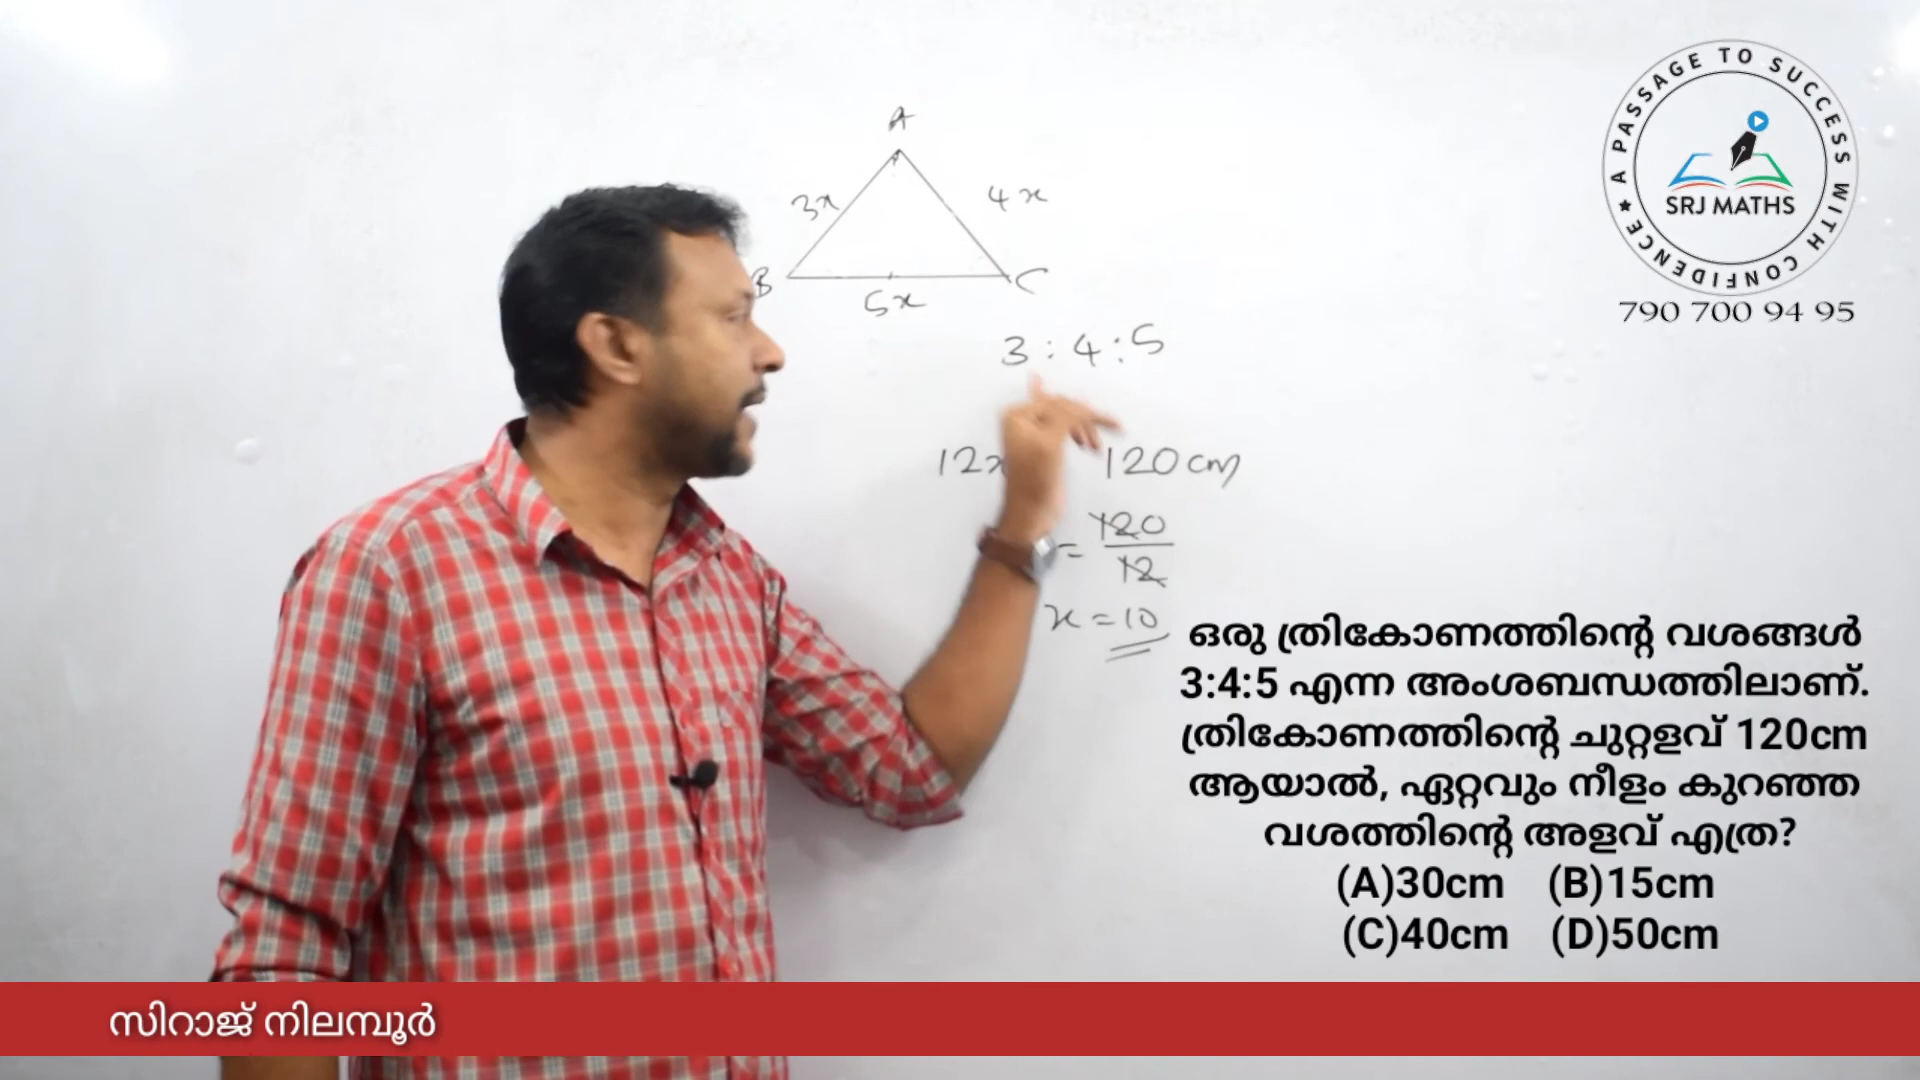 A PASSAGE TO SUCCESS WITH CONFIDENCE ★
SRJ MATHS
790 700 94 95
A
3x
4x
B
C
5x
3 : 4 : 5
12x 120 cm
= 120
12
x = 10
ഒരു ത്രികോണത്തിന്റെ വശങ്ങൾ
3:4:5 എന്ന അംശബന്ധത്തിലാണ്.
ത്രികോണത്തിന്റെ ചുറ്റളവ് 120cm
ആയാൽ, ഏറ്റവും നീളം കുറഞ്ഞ
വശത്തിന്റെ അളവ് എത്ര?
(A)30cm (B)15cm
(C)40cm (D)50cm
സിറാജ് നിലമ്പൂർ